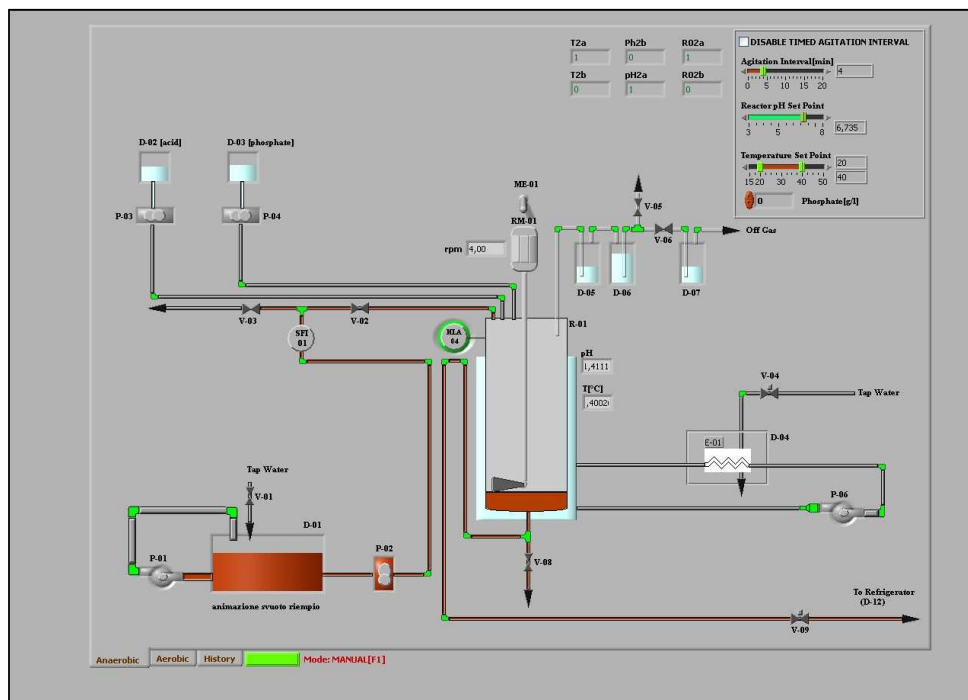 T2a Ph2b R02a
1 0 1
T2b pH2a R02b
0 1 0
DISABLE TIMED AGITATION INTERVAL
Agitation Interval[min]
4
0 5 10 15 20
Reactor pH Set Point
6,735
3 5 8
Temperature Set Point
20
40
15 20 30 40 50
0 Phosphate[g/l]
D-02 [acid] D-03 [phosphate]
P-03 P-04
ME-01
RM-01
rpm 4,00
V-05
V-06
Off Gas
D-05 D-06 D-07
V-03 V-02
SFI
01
HLA
04
R-01
pH
1,4111
T[°C]
V-04
Tap Water
E-01 D-04
P-06
Tap Water
V-01
D-01
P-01
P-02
animazione svuoto riempio
V-08
To Refrigerator
(D-12)
V-09
Anaerobic Aerobic History Mode: MANUAL[F1]